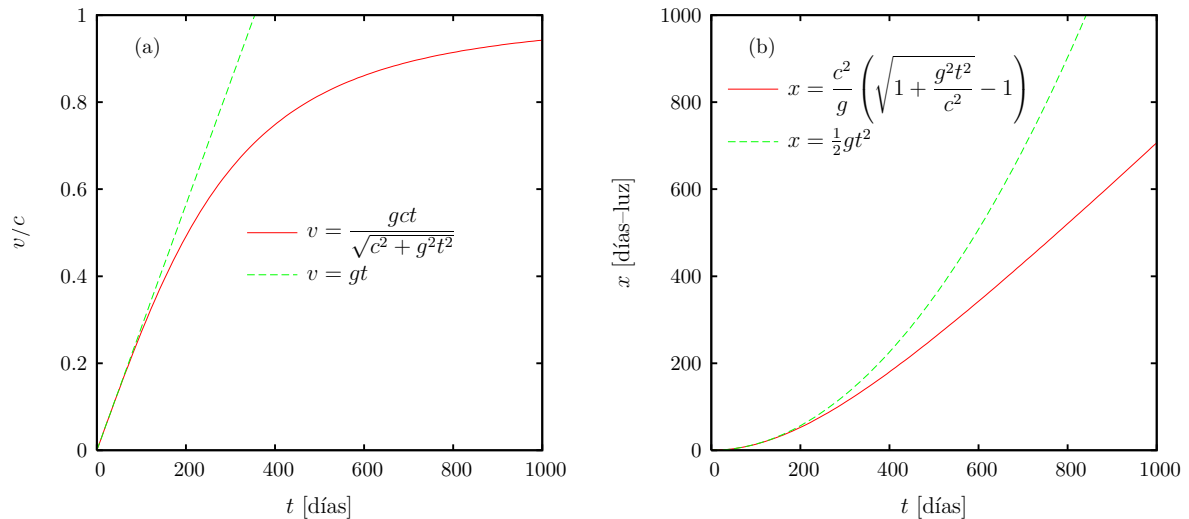 (a)
1
0.8
0.6
0.4
0.2
0
v/c
v = gct / √(c² + g²t²)
v = gt
0 200 400 600 800 1000
t [días]
(b)
1000
800
600
400
200
0
x [días–luz]
x = c²/g (√(1 + g²t²/c²) − 1)
x = ½gt²
0 200 400 600 800 1000
t [días]